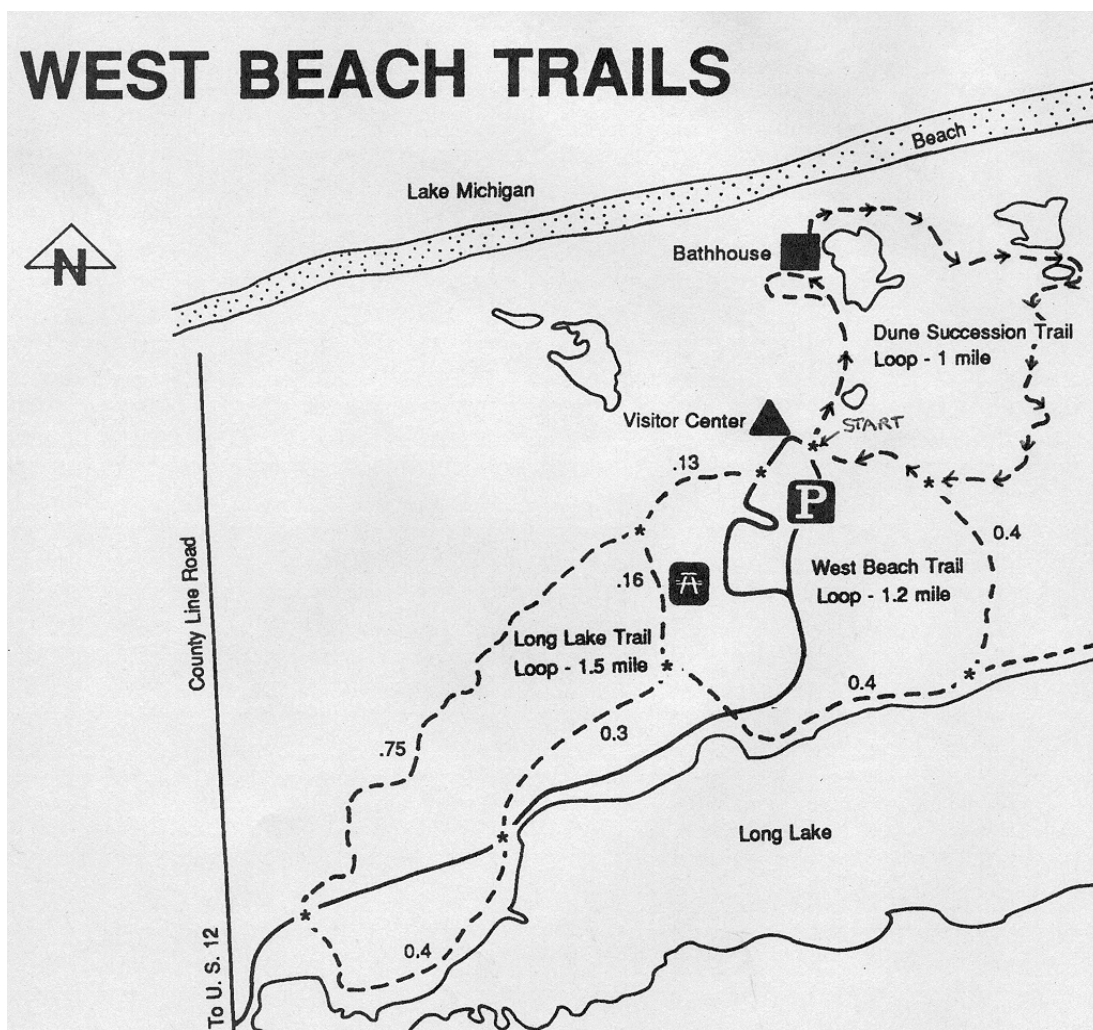 WEST BEACH TRAILS
Beach
Lake Michigan
N
Bathhouse
Dune Succession Trail
Loop - 1 mile
Visitor Center
START
.13
P
0.4
.16
West Beach Trail
Loop - 1.2 mile
County Line Road
Long Lake Trail
Loop - 1.5 mile
0.4
0.3
.75
Long Lake
0.4
To U. S. 12